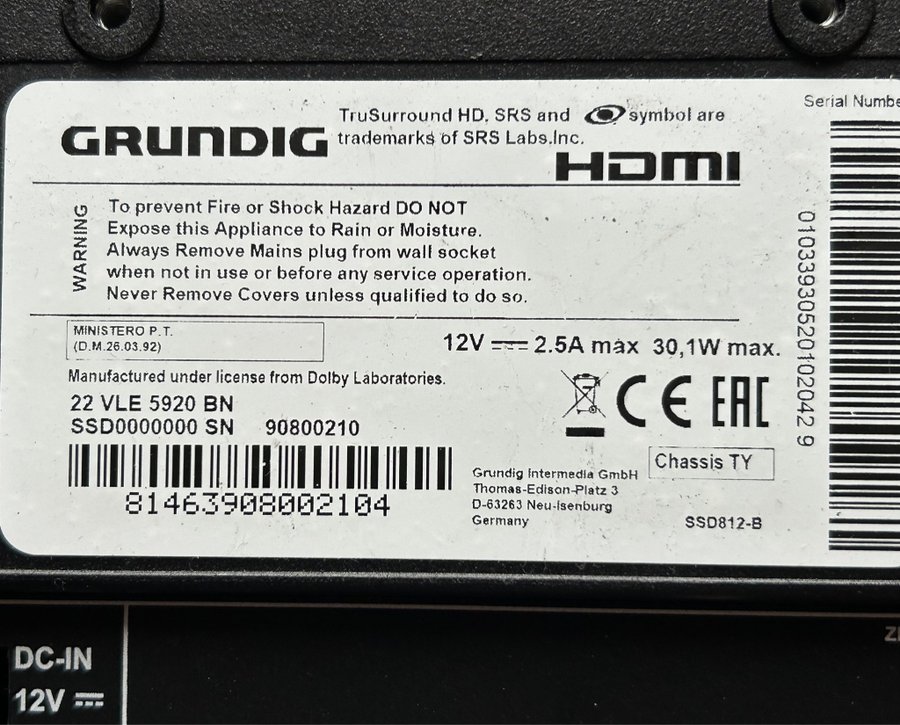 TruSurround HD, SRS and symbol are
trademarks of SRS Labs.Inc.
GRUNDIG
HDMI
WARNING
To prevent Fire or Shock Hazard DO NOT
Expose this Appliance to Rain or Moisture.
Always Remove Mains plug from wall socket
when not in use or before any service operation.
Never Remove Covers unless qualified to do so.
MINISTERO P.T.
(D.M.26.03.92)
12V 2.5A max 30,1W max.
Manufactured under license from Dolby Laboratories.
22 VLE 5920 BN
SSD0000000 SN 90800210
81463908002104
CE EAC
Grundig Intermedia GmbH
Thomas-Edison-Platz 3
D-63263 Neu-Isenburg
Germany
Chassis TY
SSD812-B
Serial Numbe
01033930520102042 9
DC-IN
12V